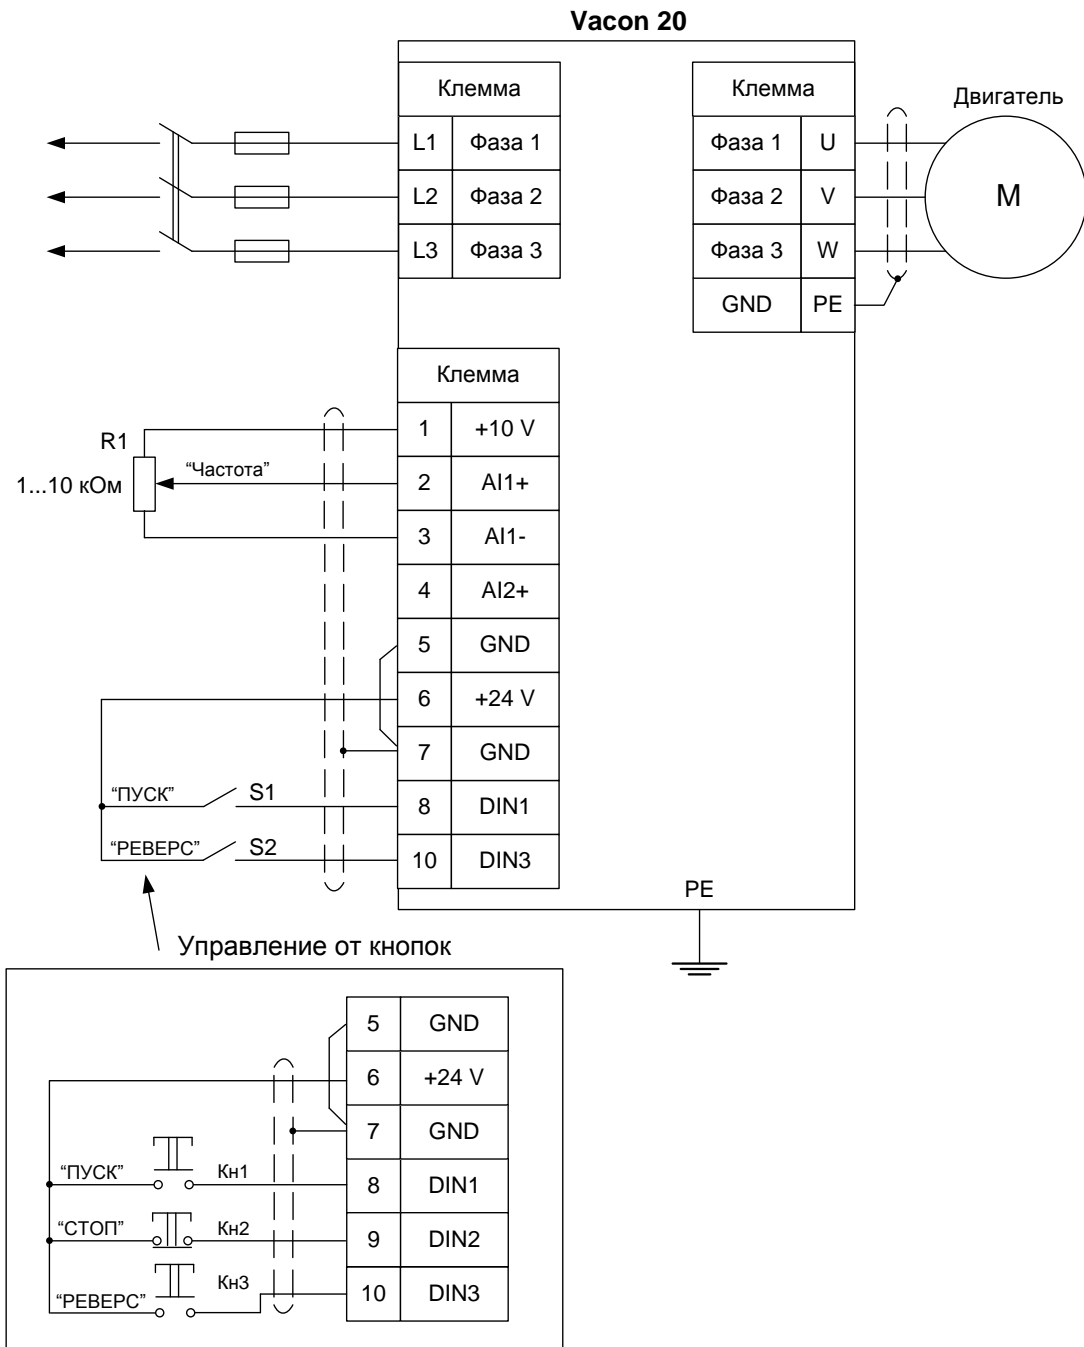 Vacon 20
Клемма
L1 Фаза 1
L2 Фаза 2
L3 Фаза 3
Клемма
Фаза 1 U
Фаза 2 V
Фаза 3 W
GND PE
Двигатель
M
Клемма
1 +10 V
2 AI1+
3 AI1-
4 AI2+
5 GND
6 +24 V
7 GND
8 DIN1
10 DIN3
R1
1...10 кОм
“Частота”
“ПУСК” S1
“РЕВЕРС” S2
PE
Управление от кнопок
5 GND
6 +24 V
7 GND
8 DIN1
9 DIN2
10 DIN3
“ПУСК” Кн1
“СТОП” Кн2
“РЕВЕРС” Кн3